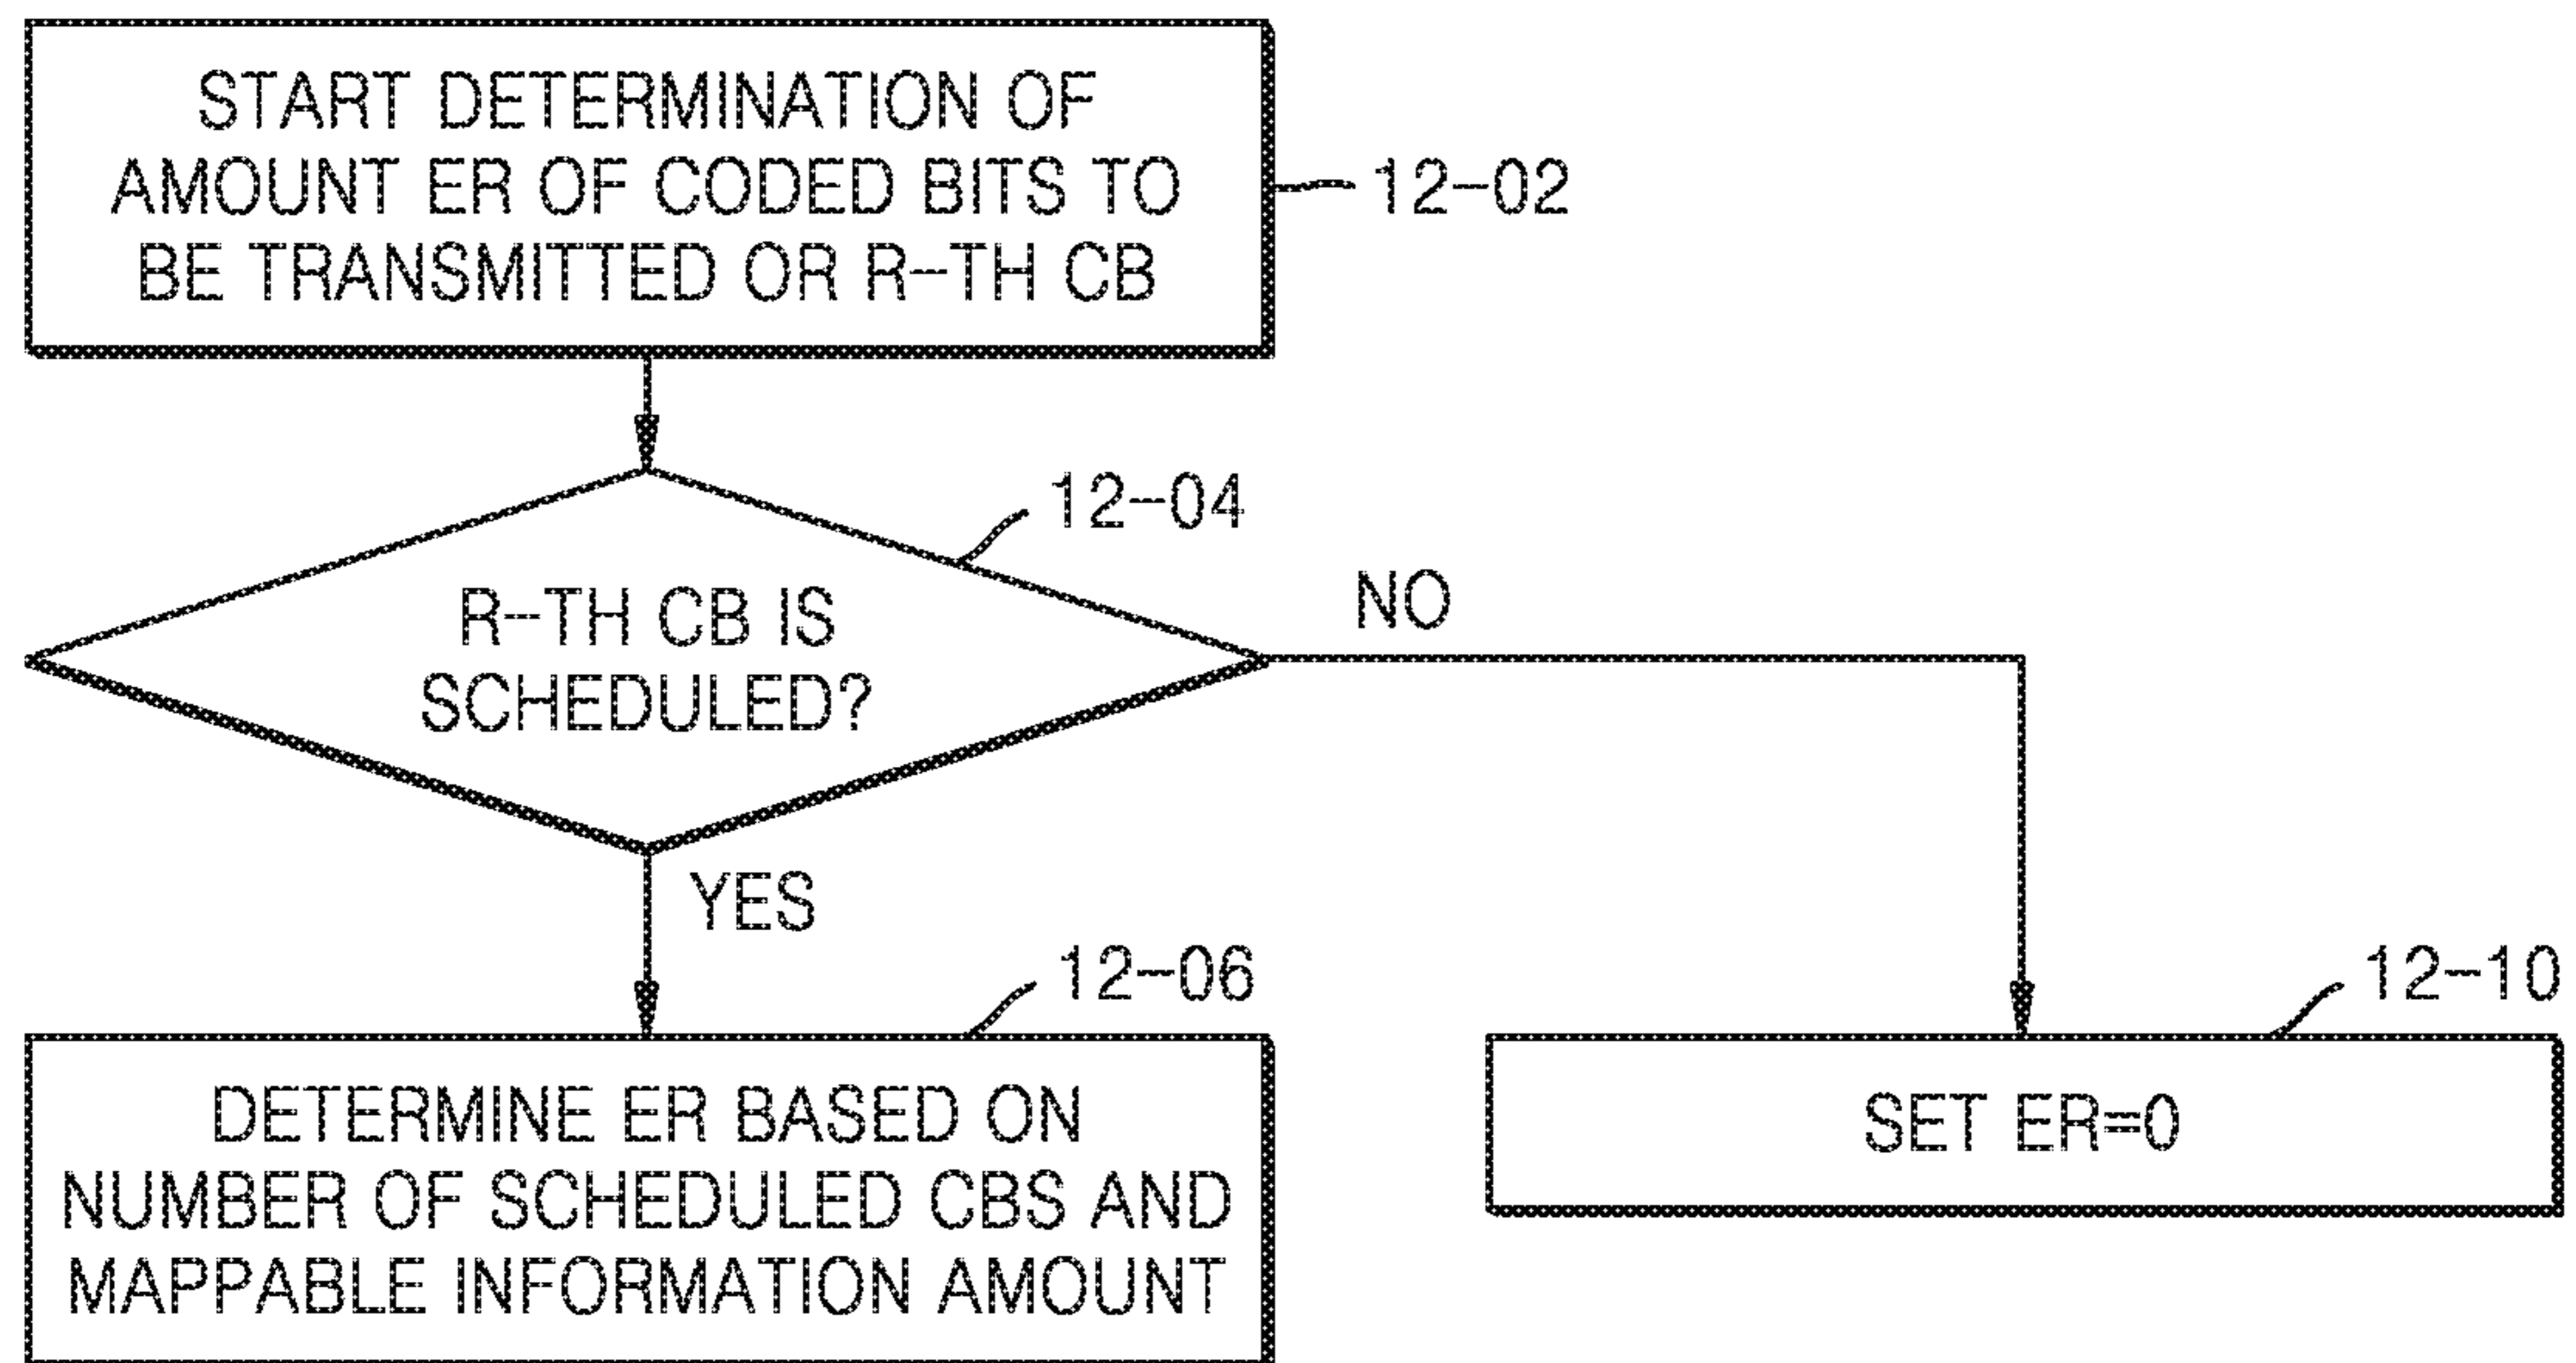 START DETERMINATION OF
AMOUNT ER OF CODED BITS TO
BE TRANSMITTED OR R-TH CB
12-02
12-04
R-TH CB IS
SCHEDULED?
NO
YES
12-06
12-10
DETERMINE ER BASED ON
NUMBER OF SCHEDULED CBS AND
MAPPABLE INFORMATION AMOUNT
SET ER=0